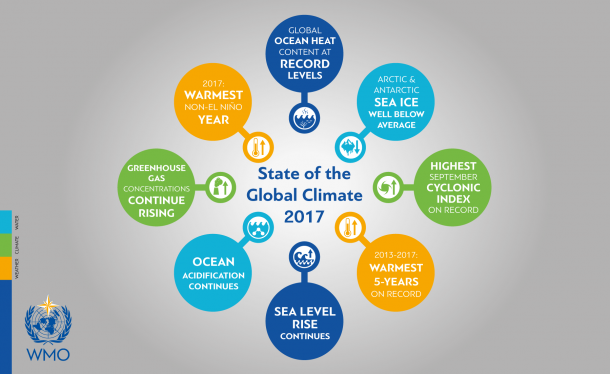 GLOBAL
OCEAN HEAT
CONTENT AT
RECORD
LEVELS
ARCTIC &
ANTARCTIC
SEA ICE
WELL BELOW
AVERAGE
HIGHEST
SEPTEMBER
CYCLONIC
INDEX
ON RECORD
2013-2017:
WARMEST
5-YEARS
ON RECORD
SEA LEVEL
RISE
CONTINUES
OCEAN
ACIDIFICATION
CONTINUES
GREENHOUSE
GAS
CONCENTRATIONS
CONTINUE
RISING
2017:
WARMEST
NON-EL NIÑO
YEAR
State of the
Global Climate
2017
WEATHER CLIMATE WATER
WMO